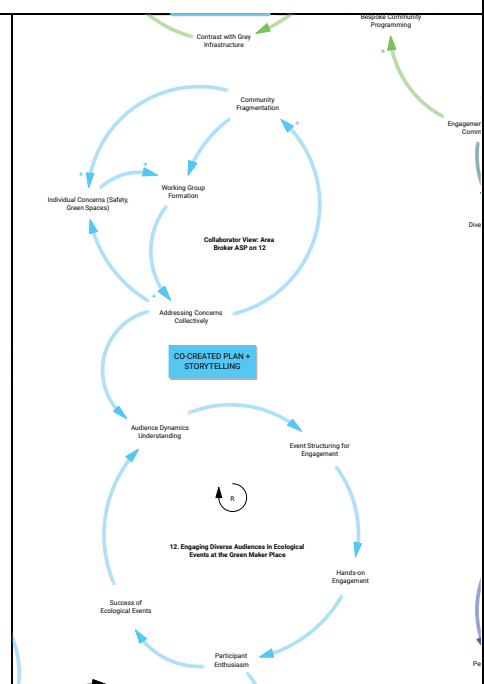 Bespoke Community
Programming
Contrast with Grey
Infrastructure
Community
Fragmentation
+
+
Engagemen
Comm
+
+
Individual Concerns (Safety,
Green Spaces)
Working Group
Formation
Dive
Collaborator View: Area
Broker ASP on 12
+
Addressing Concerns
Collectively
CO-CREATED PLAN +
STORYTELLING
Audience Dynamics
Understanding
Event Structuring for
Engagement
R
12. Engaging Diverse Audiences in Ecological
Events at the Green Maker Place
Hands-on
Engagement
Success of
Ecological Events
Participant
Enthusiasm
Pe